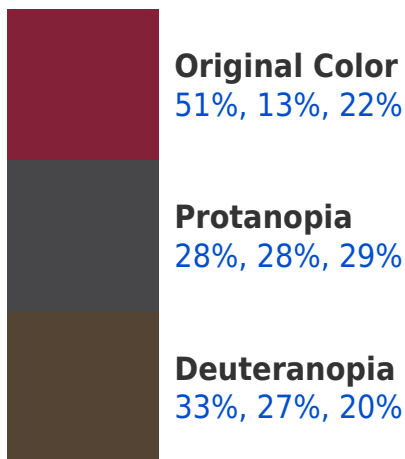 Original Color
51%, 13%, 22%
Protanopia
28%, 28%, 29%
Deuteranopia
33%, 27%, 20%